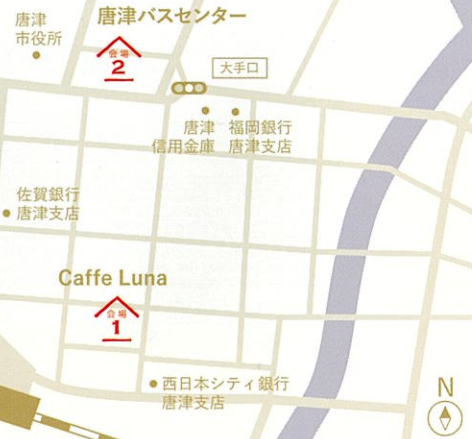 唐津
市役所
唐津バスセンター
会場
2
大手口
唐津
信用金庫
福岡銀行
唐津支店
佐賀銀行
唐津支店
Caffe Luna
会場
1
西日本シティ銀行
唐津支店
N